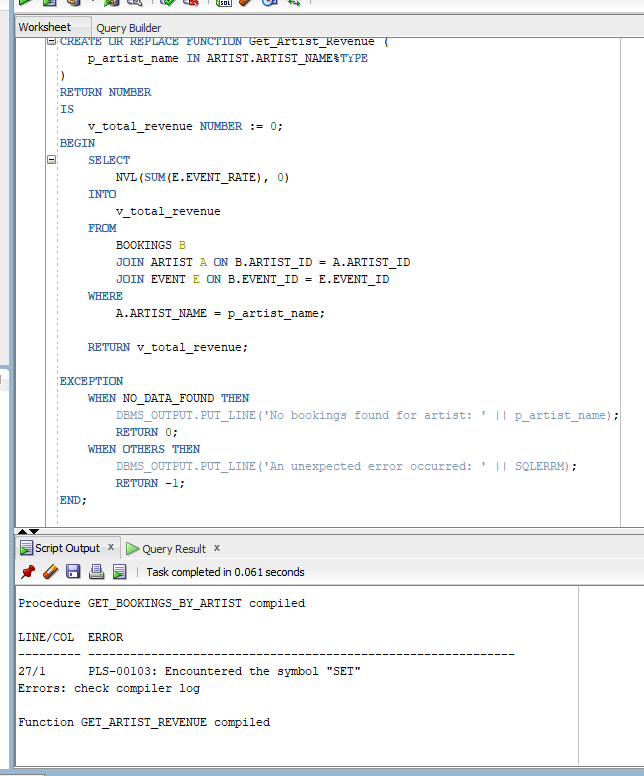 SQL
Worksheet Query Builder
CREATE OR REPLACE FUNCTION Get_Artist_Revenue (
p_artist_name IN ARTIST.ARTIST_NAME%TYPE
)
RETURN NUMBER
IS
v_total_revenue NUMBER := 0;
BEGIN
SELECT
NVL(SUM(E.EVENT_RATE), 0)
INTO
v_total_revenue
FROM
BOOKINGS B
JOIN ARTIST A ON B.ARTIST_ID = A.ARTIST_ID
JOIN EVENT E ON B.EVENT_ID = E.EVENT_ID
WHERE
A.ARTIST_NAME = p_artist_name;
RETURN v_total_revenue;
EXCEPTION
WHEN NO_DATA_FOUND THEN
DBMS_OUTPUT.PUT_LINE('No bookings found for artist: ' || p_artist_name);
RETURN 0;
WHEN OTHERS THEN
DBMS_OUTPUT.PUT_LINE('An unexpected error occurred: ' || SQLERRM);
RETURN -1;
END;
Script Output x Query Result x
Task completed in 0.061 seconds
Procedure GET_BOOKINGS_BY_ARTIST compiled
LINE/COL ERROR
--------- -------------------------------------------------------------
27/1 PLS-00103: Encountered the symbol "SET"
Errors: check compiler log
Function GET_ARTIST_REVENUE compiled